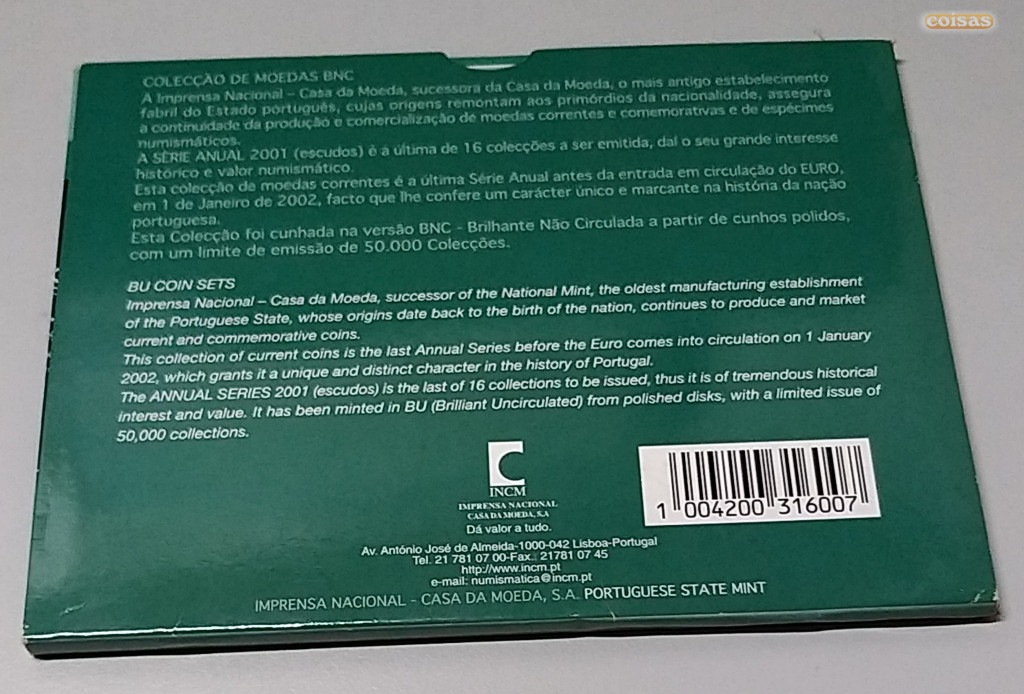 coisas
COLECÇÃO DE MOEDAS BNC
A Imprensa Nacional – Casa da Moeda, sucessora da Casa da Moeda, o mais antigo estabelecimento
fabril do Estado português, cujas origens remontam aos primórdios da nacionalidade, assegura
a continuidade da produção e comercialização de moedas correntes e comemorativas e de espécimes
numismáticos.
A SÉRIE ANUAL 2001 (escudos) é a última de 16 colecções a ser emitida, daí o seu grande interesse
histórico e valor numismático.
Esta colecção de moedas correntes é a última Série Anual antes da entrada em circulação do EURO,
em 1 de Janeiro de 2002, facto que lhe confere um carácter único e marcante na história da nação
portuguesa.
Esta Colecção foi cunhada na versão BNC - Brilhante Não Circulada a partir de cunhos polidos,
com um limite de emissão de 50.000 Colecções.
BU COIN SETS
Imprensa Nacional – Casa da Moeda, successor of the National Mint, the oldest manufacturing establishment
of the Portuguese State, whose origins date back to the birth of the nation, continues to produce and market
current and commemorative coins.
This collection of current coins is the last Annual Series before the Euro comes into circulation on 1 January
2002, which grants it a unique and distinct character in the history of Portugal.
The ANNUAL SERIES 2001 (escudos) is the last of 16 collections to be issued, thus it is of tremendous historical
interest and value. It has been minted in BU (Brilliant Uncirculated) from polished disks, with a limited issue of
50,000 collections.
INCM
IMPRENSA NACIONAL
CASA DA MOEDA, S.A
Dá valor a tudo.
1 004200 316007
Av. António José de Almeida-1000-042 Lisboa-Portugal
Tel. 21 781 07 00-Fax.. 21781 07 45
http://www.incm.pt
e-mail: numismatica@incm.pt
IMPRENSA NACIONAL - CASA DA MOEDA, S.A. PORTUGUESE STATE MINT